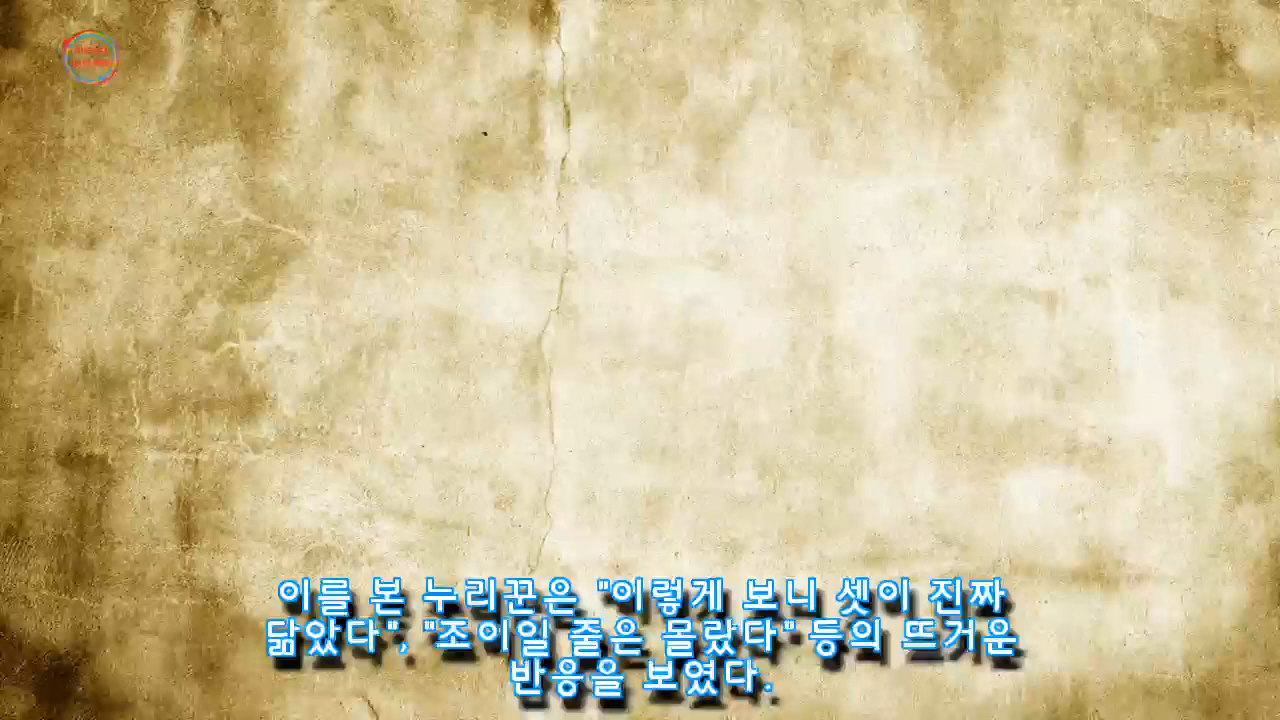 이를 본 누리꾼은 "이렇게 보니 셋이 진짜
닮았다", "조이일 줄은 몰랐다" 등의 뜨거운
반응을 보였다.